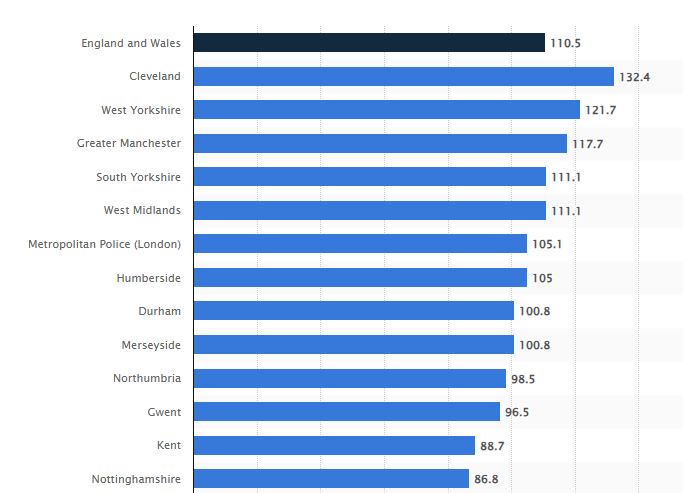 England and Wales 110.5
Cleveland 132.4
West Yorkshire 121.7
Greater Manchester 117.7
South Yorkshire 111.1
West Midlands 111.1
Metropolitan Police (London) 105.1
Humberside 105
Durham 100.8
Merseyside 100.8
Northumbria 98.5
Gwent 96.5
Kent 88.7
Nottinghamshire 86.8